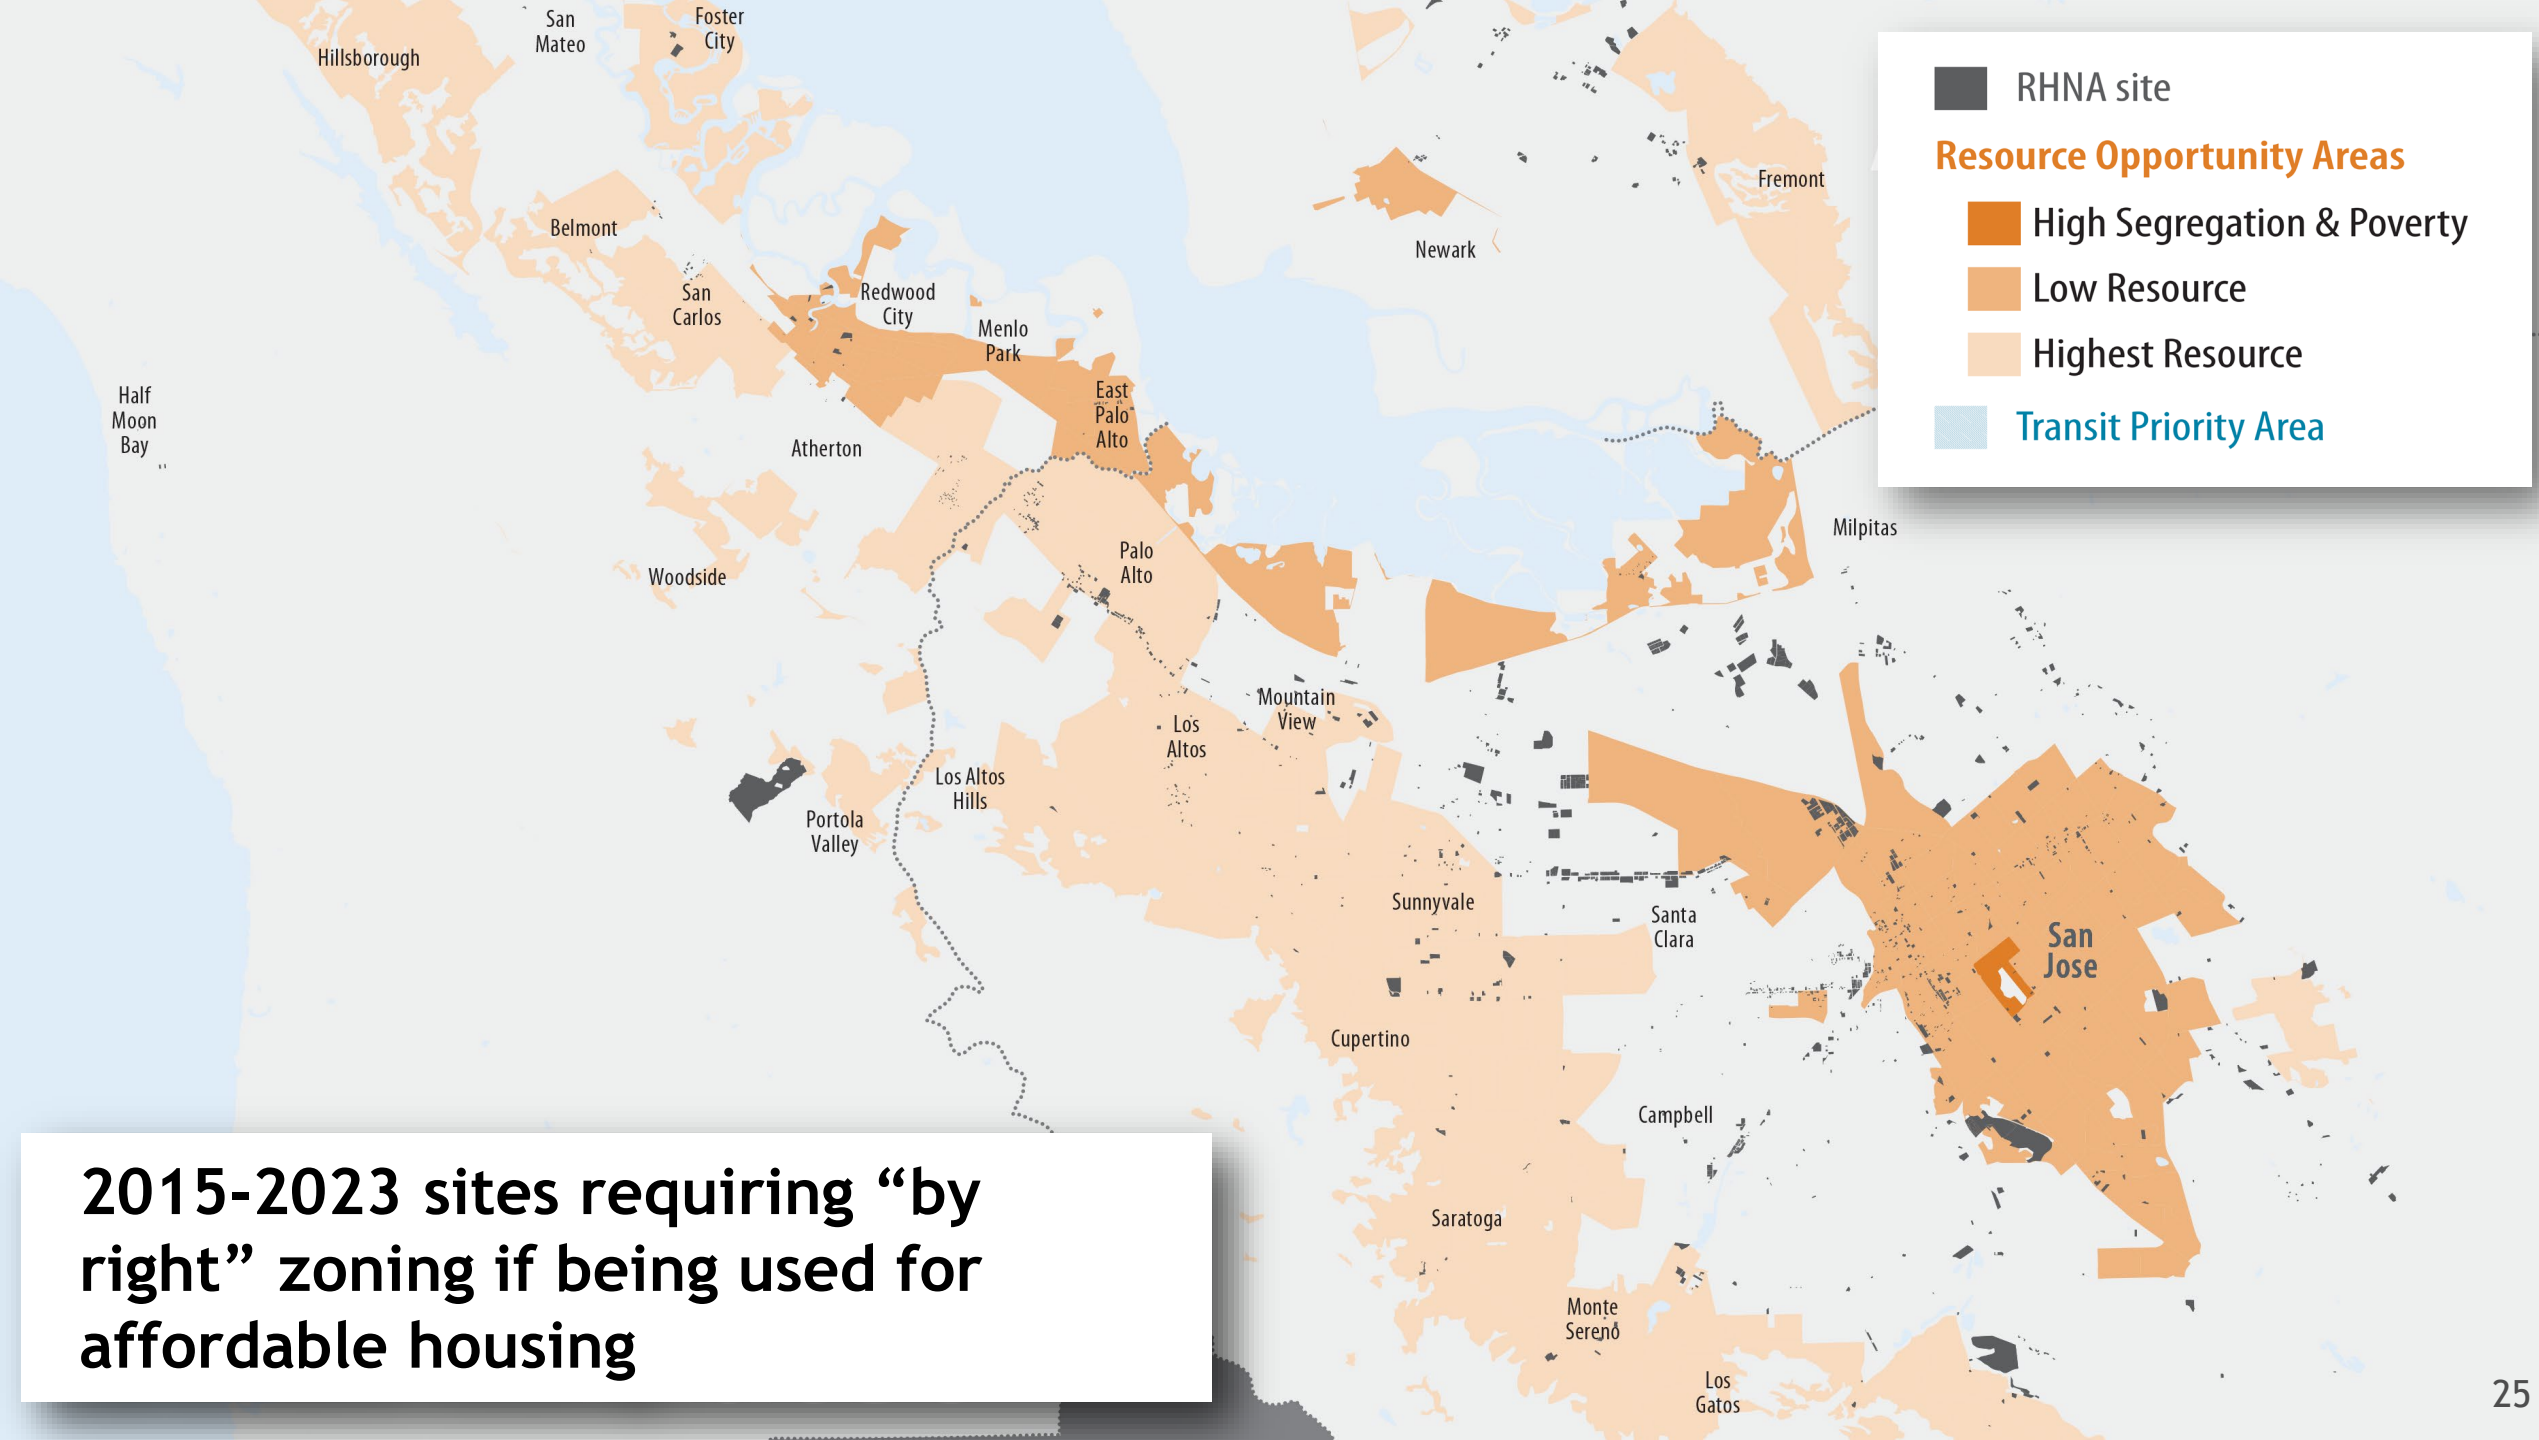 San
Mateo
Foster
City
Hillsborough
RHNA site
Resource Opportunity Areas
High Segregation & Poverty
Low Resource
Highest Resource
Transit Priority Area
Fremont
Belmont
Newark
San
Carlos
Redwood
City
Menlo
Park
Half
Moon
Bay
East
Palo
Alto
Atherton
Milpitas
Palo
Alto
Woodside
Mountain
View
Los
Altos
Los Altos
Hills
Portola
Valley
Sunnyvale
Santa
Clara
San
Jose
Cupertino
Campbell
Saratoga
Monte
Sereno
Los
Gatos
2015-2023 sites requiring “by
right” zoning if being used for
affordable housing
25